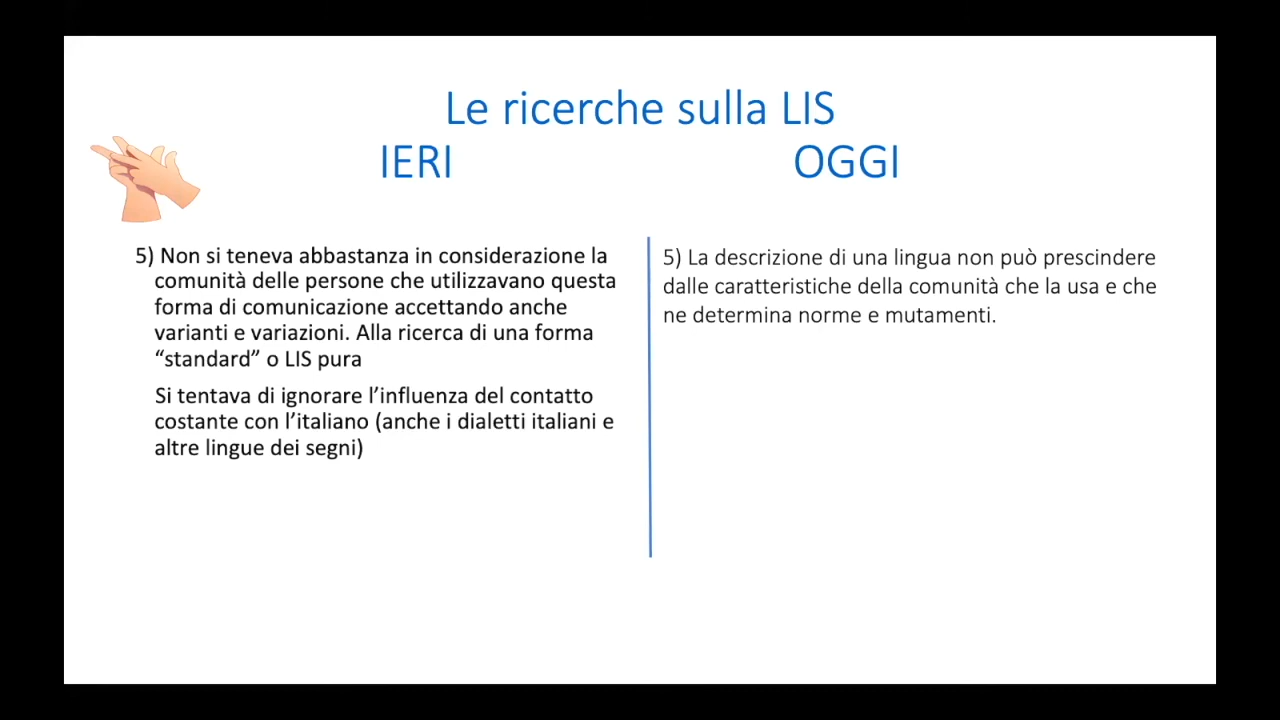 Le ricerche sulla LIS
IERI OGGI
5) Non si teneva abbastanza in considerazione la
comunità delle persone che utilizzavano questa
forma di comunicazione accettando anche
varianti e variazioni. Alla ricerca di una forma
“standard” o LIS pura
Si tentava di ignorare l’influenza del contatto
costante con l’italiano (anche i dialetti italiani e
altre lingue dei segni)
5) La descrizione di una lingua non può prescindere
dalle caratteristiche della comunità che la usa e che
ne determina norme e mutamenti.